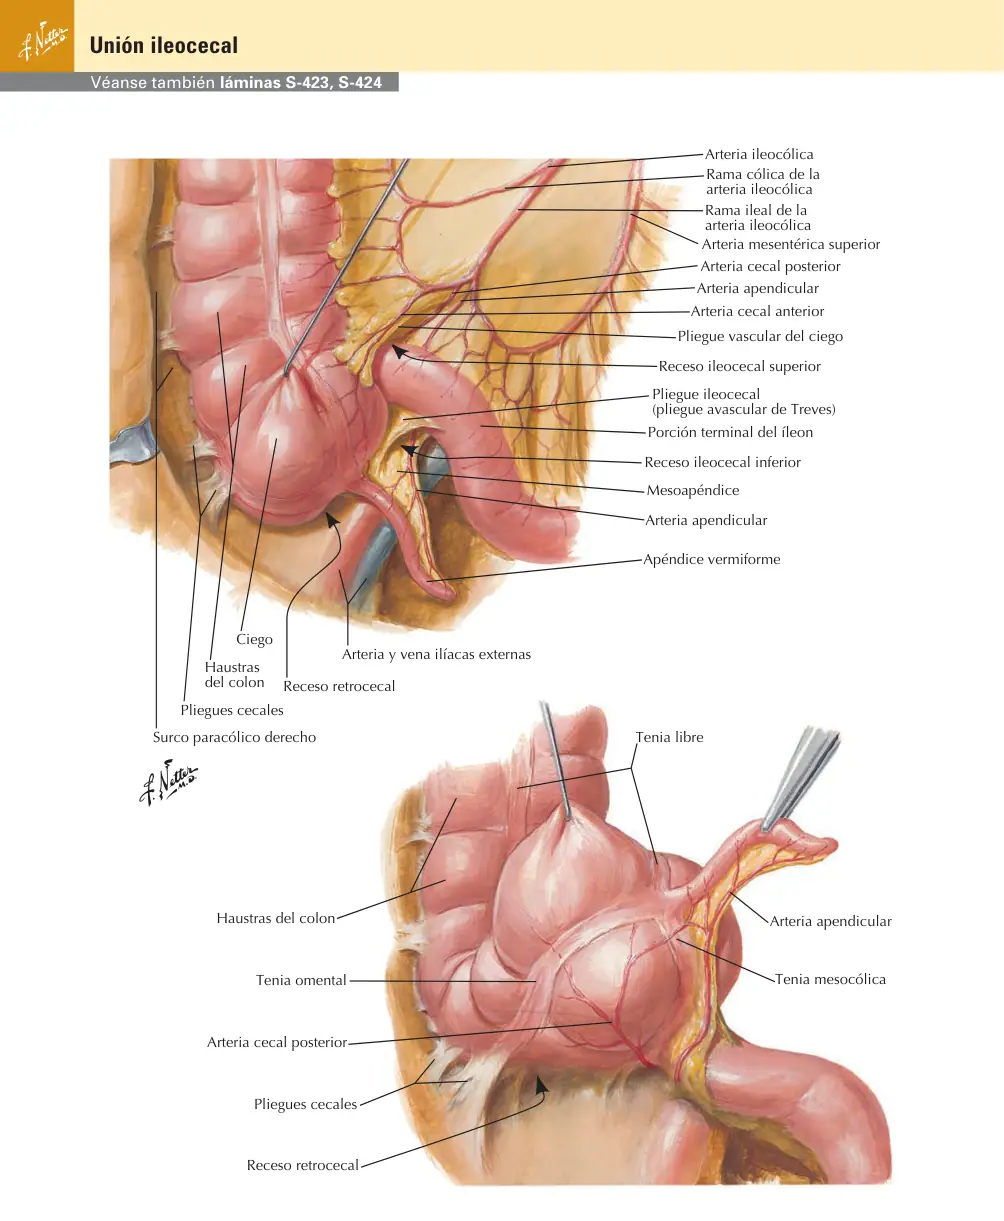 F. Netter M.D.
Unión ileocecal
Véanse también láminas S-423, S-424
Arteria ileocólica
Rama cólica de la
arteria ileocólica
Rama ileal de la
arteria ileocólica
Arteria mesentérica superior
Arteria cecal posterior
Arteria apendicular
Arteria cecal anterior
Pliegue vascular del ciego
Receso ileocecal superior
Pliegue ileocecal
(pliegue avascular de Treves)
Porción terminal del íleon
Receso ileocecal inferior
Mesoapéndice
Arteria apendicular
Apéndice vermiforme
Ciego
Arteria y vena ilíacas externas
Haustras
del colon
Receso retrocecal
Pliegues cecales
Surco paracólico derecho
F. Netter M.D.
Tenia libre
Haustras del colon
Arteria apendicular
Tenia omental
Tenia mesocólica
Arteria cecal posterior
Pliegues cecales
Receso retrocecal